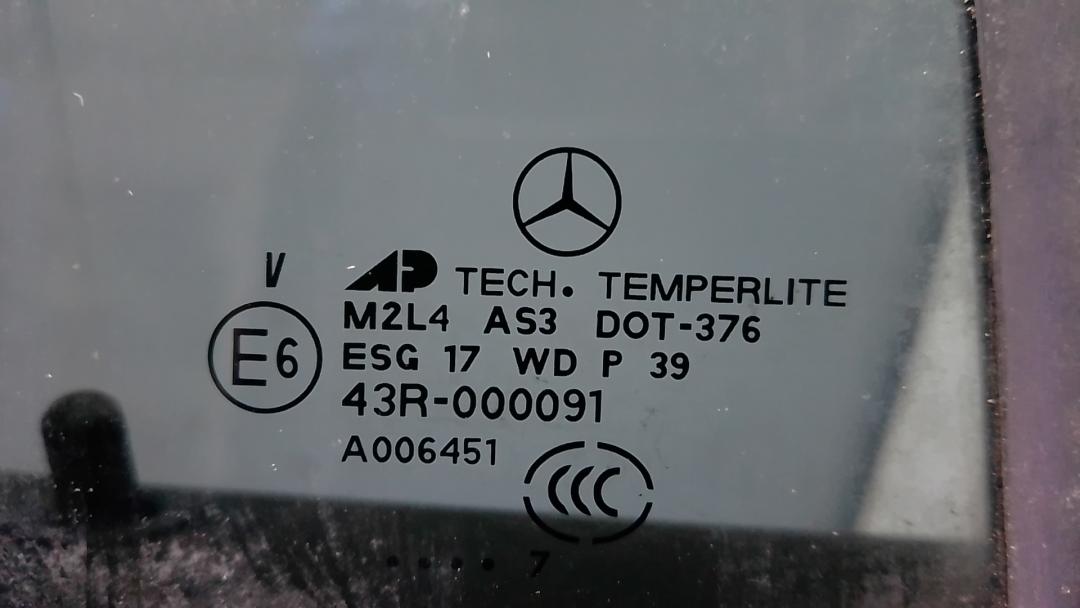 V
AP TECH. TEMPERLITE
M2L4 AS3 DOT-376
E6
ESG 17 WD P 39
43R-000091
A006451
CCC
.... 7